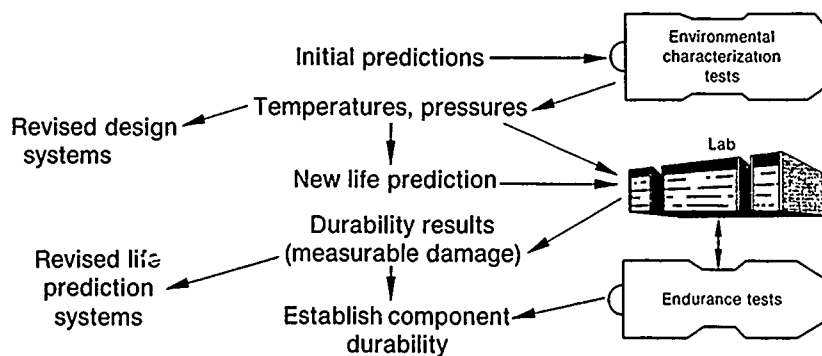 Initial predictions
Environmental
characterization
tests
Temperatures, pressures
Revised design
systems
Lab
New life prediction
Durability results
(measurable damage)
Revised life
prediction
systems
Endurance tests
Establish component
durability